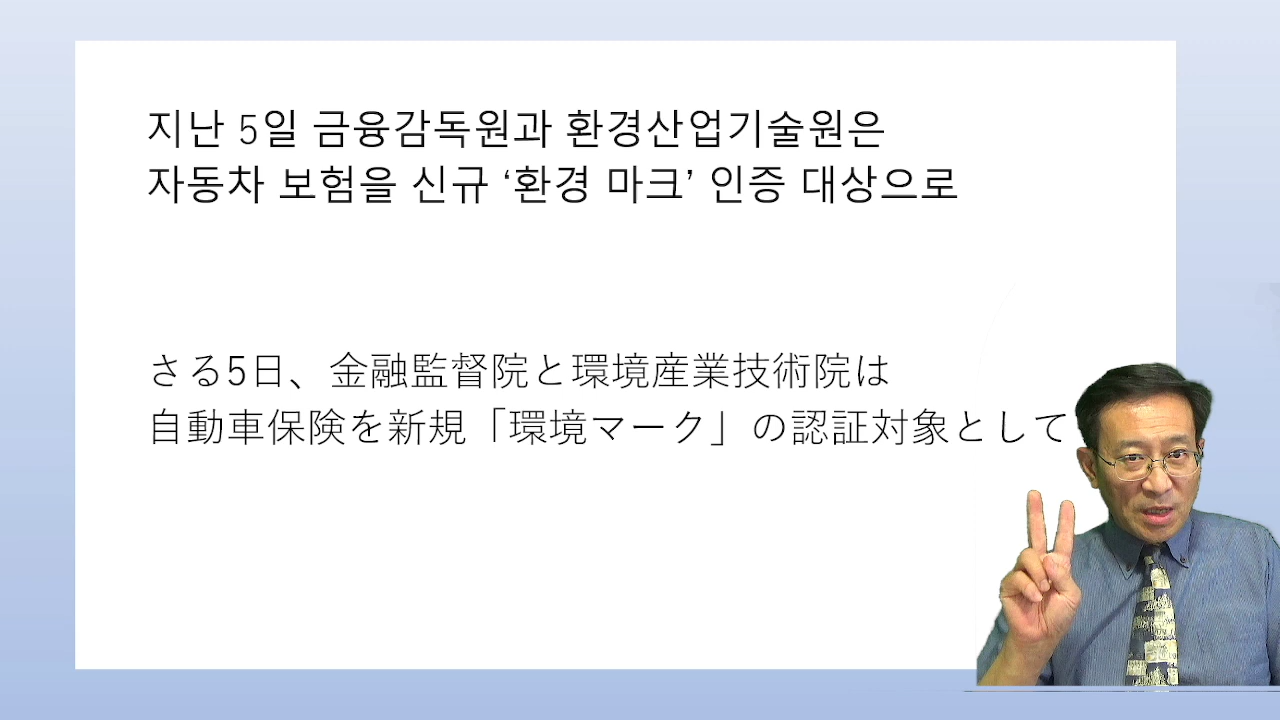 지난 5일 금융감독원과 환경산업기술원은
자동차 보험을 신규 ‘환경 마크’ 인증 대상으로
さる5日、金融監督院と環境産業技術院は
自動車保険を新規「環境マーク」の認証対象として